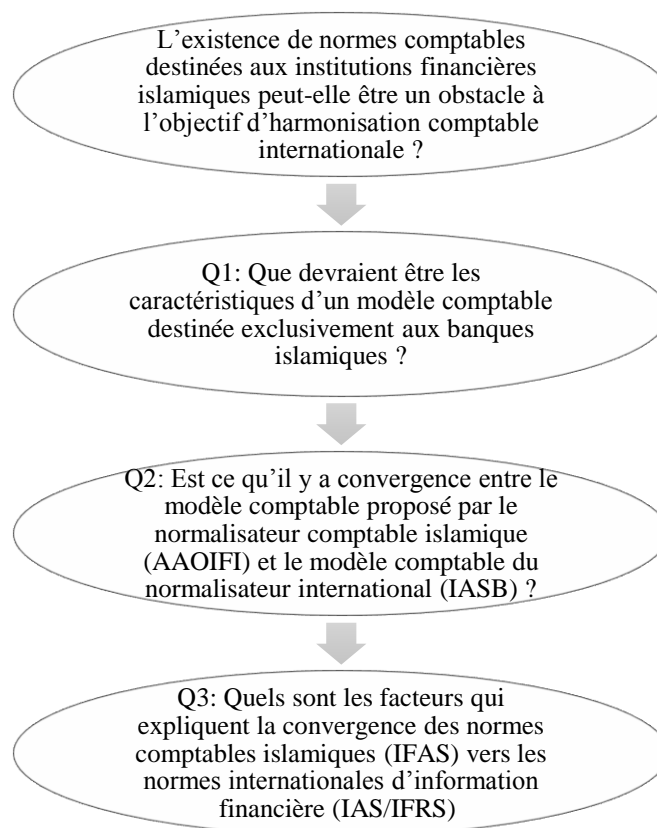 L'existence de normes comptables
destinées aux institutions financières
islamiques peut-elle être un obstacle à
l'objectif d'harmonisation comptable
internationale ?
Q1: Que devraient être les
caractéristiques d'un modèle comptable
destinée exclusivement aux banques
islamiques ?
Q2: Est ce qu'il y a convergence entre le
modèle comptable proposé par le
normalisateur comptable islamique
(AAOIFI) et le modèle comptable du
normalisateur international (IASB) ?
Q3: Quels sont les facteurs qui
expliquent la convergence des normes
comptables islamiques (IFAS) vers les
normes internationales d'information
financière (IAS/IFRS)